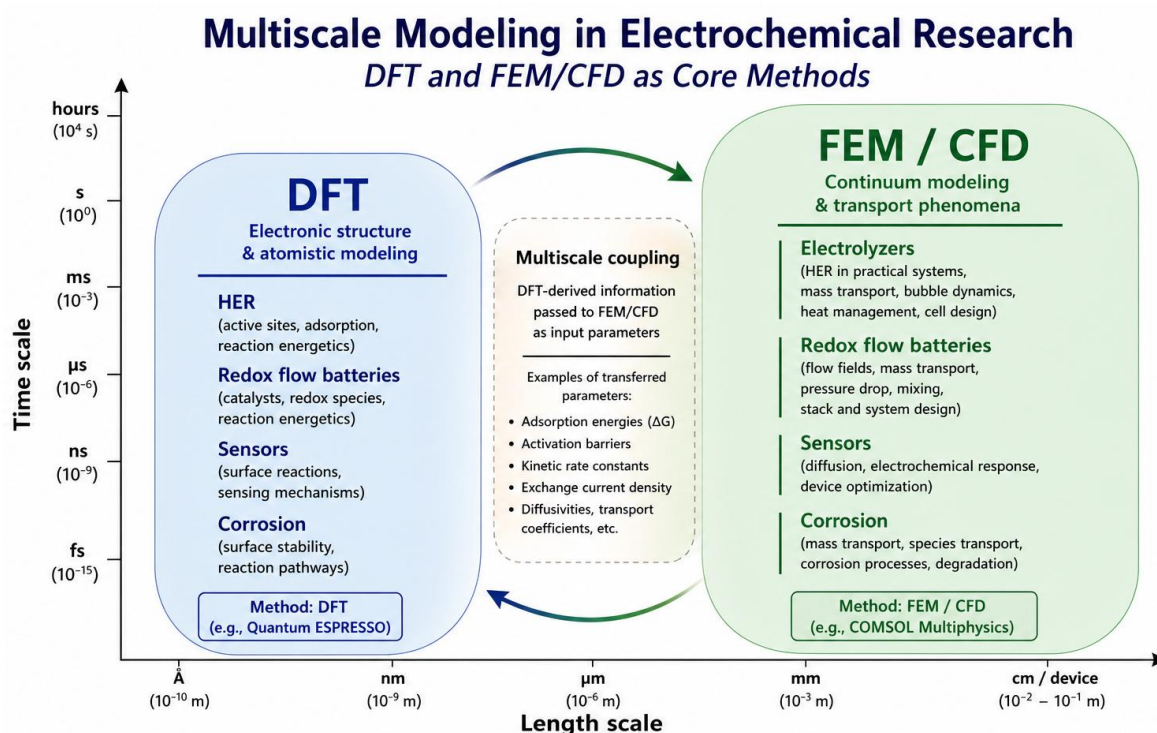 Multiscale Modeling in Electrochemical Research
DFT and FEM/CFD as Core Methods
Time scale
hours
(10⁴ s)
s
(10⁰)
ms
(10⁻³)
µs
(10⁻⁶)
ns
(10⁻⁹)
fs
(10⁻¹⁵)
DFT
Electronic structure
& atomistic modeling
HER
(active sites, adsorption,
reaction energetics)
Redox flow batteries
(catalysts, redox species,
reaction energetics)
Sensors
(surface reactions,
sensing mechanisms)
Corrosion
(surface stability,
reaction pathways)
Method: DFT
(e.g., Quantum ESPRESSO)
Multiscale coupling
DFT-derived information
passed to FEM/CFD
as input parameters
Examples of transferred
parameters:
• Adsorption energies (ΔG)
• Activation barriers
• Kinetic rate constants
• Exchange current density
• Diffusivities, transport
coefficients, etc.
FEM / CFD
Continuum modeling
& transport phenomena
Electrolyzers
(HER in practical systems,
mass transport, bubble dynamics,
heat management, cell design)
Redox flow batteries
(flow fields, mass transport,
pressure drop, mixing,
stack and system design)
Sensors
(diffusion, electrochemical response,
device optimization)
Corrosion
(mass transport, species transport,
corrosion processes, degradation)
Method: FEM / CFD
(e.g., COMSOL Multiphysics)
Å
(10⁻¹⁰ m)
nm
(10⁻⁹ m)
µm
(10⁻⁶ m)
mm
(10⁻³ m)
cm / device
(10⁻² – 10⁻¹ m)
Length scale